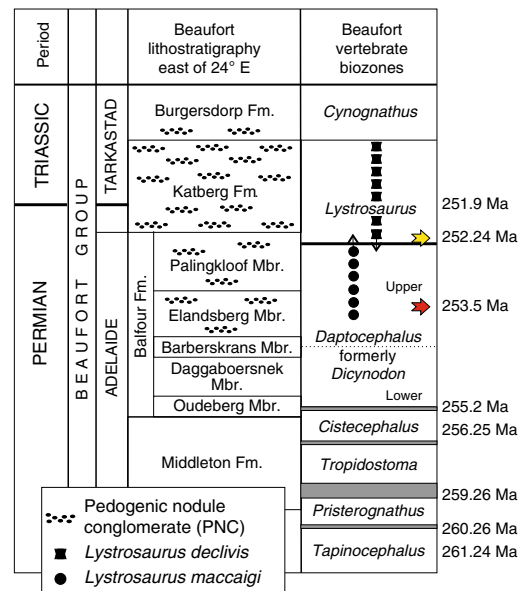 Period
Beaufort
lithostratigraphy
east of 24° E
Beaufort
vertebrate
biozones
TRIASSIC
PERMIAN
BEAUFORT GROUP
TARKASTAD
ADELAIDE
Burgersdorp Fm.
Katberg Fm.
Balfour Fm.
Palingkloof Mbr.
Elandsberg Mbr.
Barberskrans Mbr.
Daggaboersnek
Mbr.
Oudeberg Mbr.
Middleton Fm.
Cynognathus
Lystrosaurus
Upper
Daptocephalus
formerly
Dicynodon
Lower
Cistecephalus
Tropidostoma
Pristerognathus
Tapinocephalus
251.9 Ma
252.24 Ma
253.5 Ma
255.2 Ma
256.25 Ma
259.26 Ma
260.26 Ma
261.24 Ma
Pedogenic nodule
conglomerate (PNC)
Lystrosaurus declivis
Lystrosaurus maccaigi